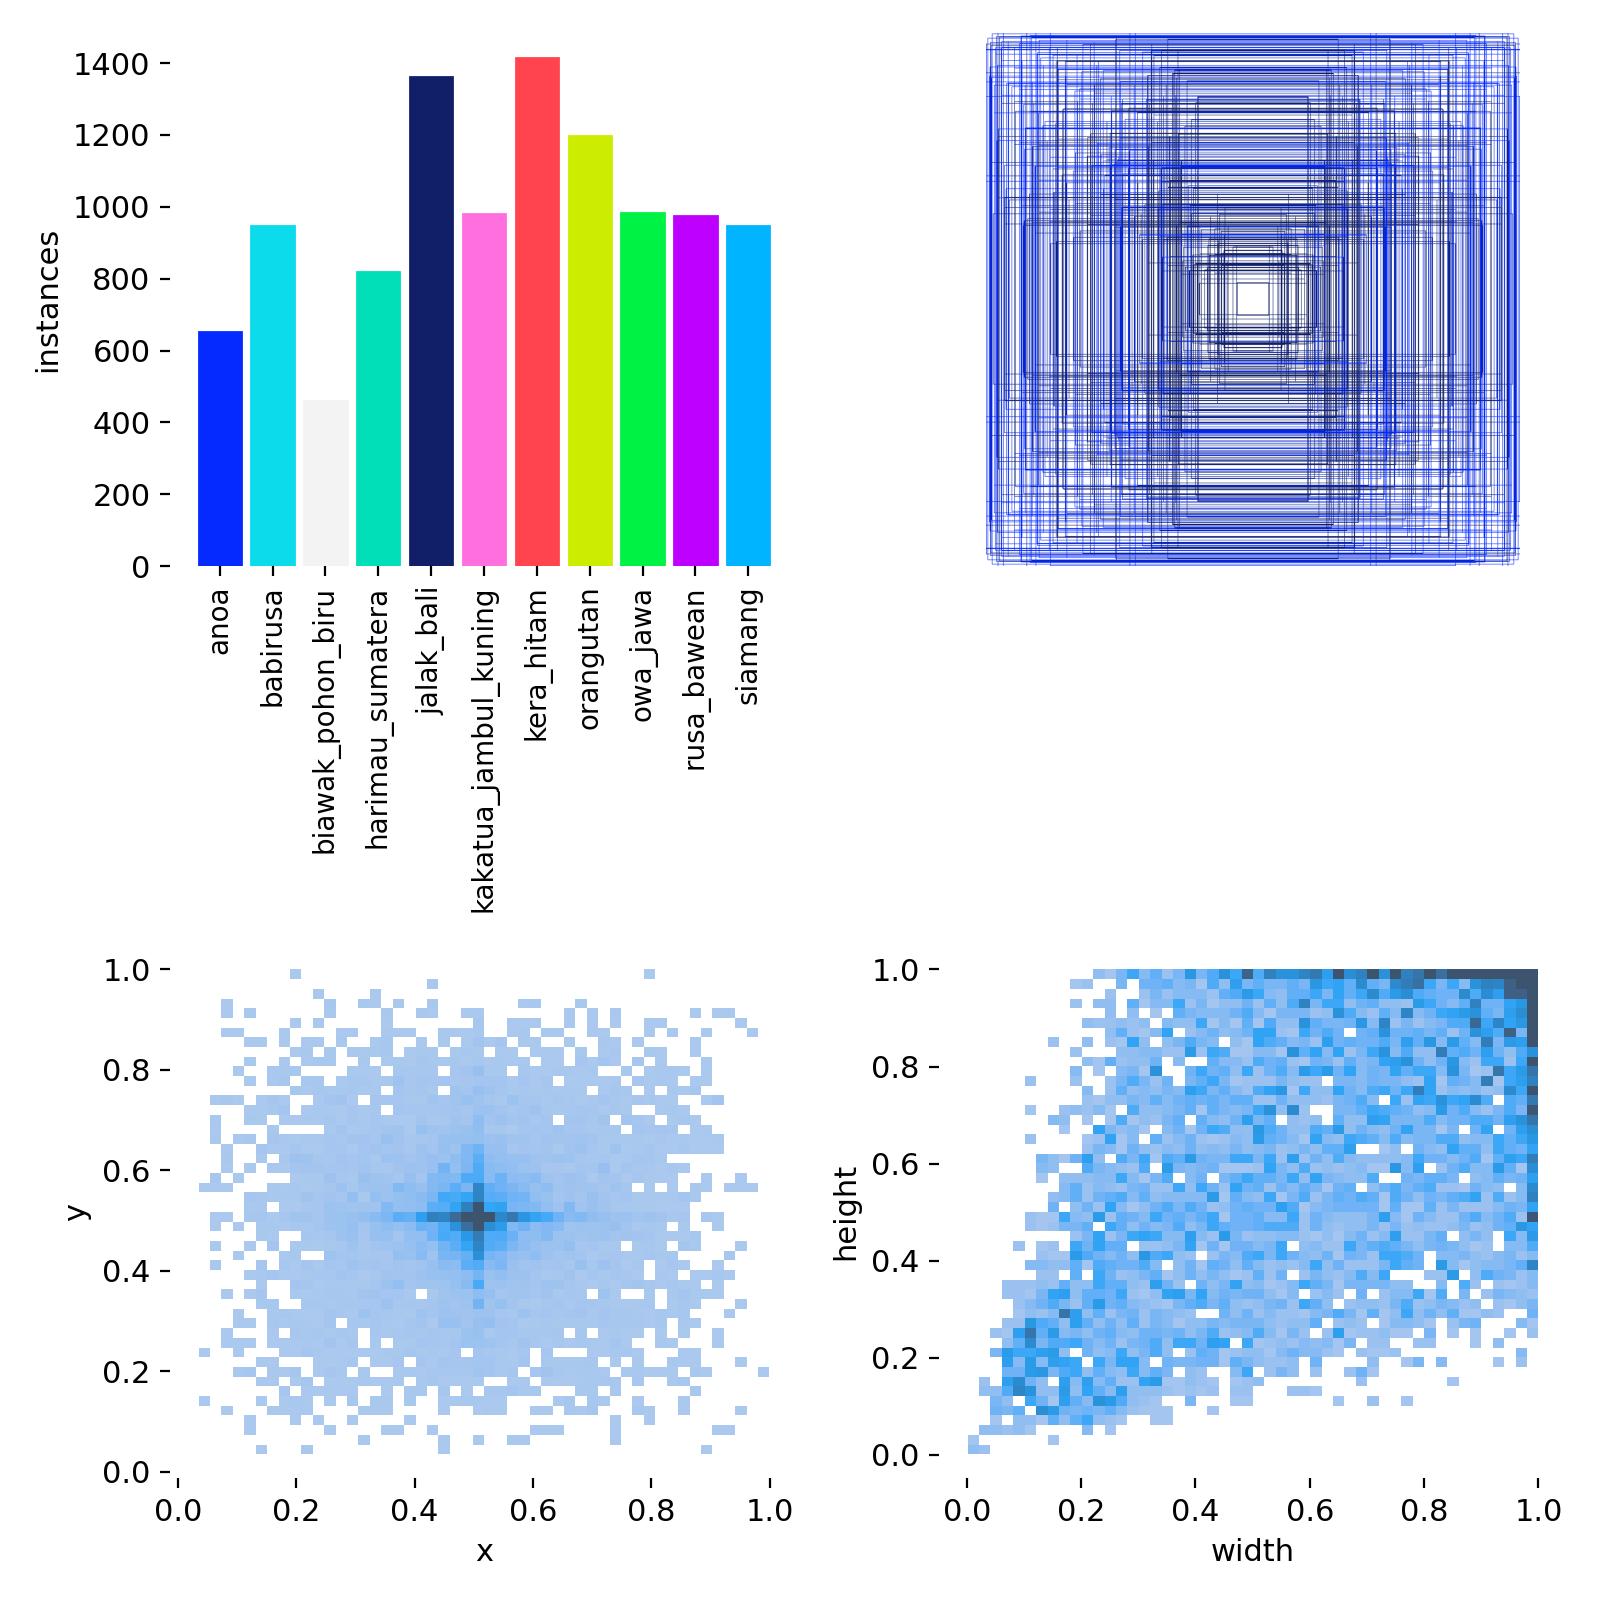 instances
1400
1200
1000
800
600
400
200
0
anoa
babirusa
biawak_pohon_biru
harimau_sumatera
jalak_bali
kakatua_jambul_kuning
kera_hitam
orangutan
owa_jawa
rusa_bawean
siamang
y
1.0
0.8
0.6
0.4
0.2
0.0
0.0 0.2 0.4 0.6 0.8 1.0
x
height
1.0
0.8
0.6
0.4
0.2
0.0
0.0 0.2 0.4 0.6 0.8 1.0
width